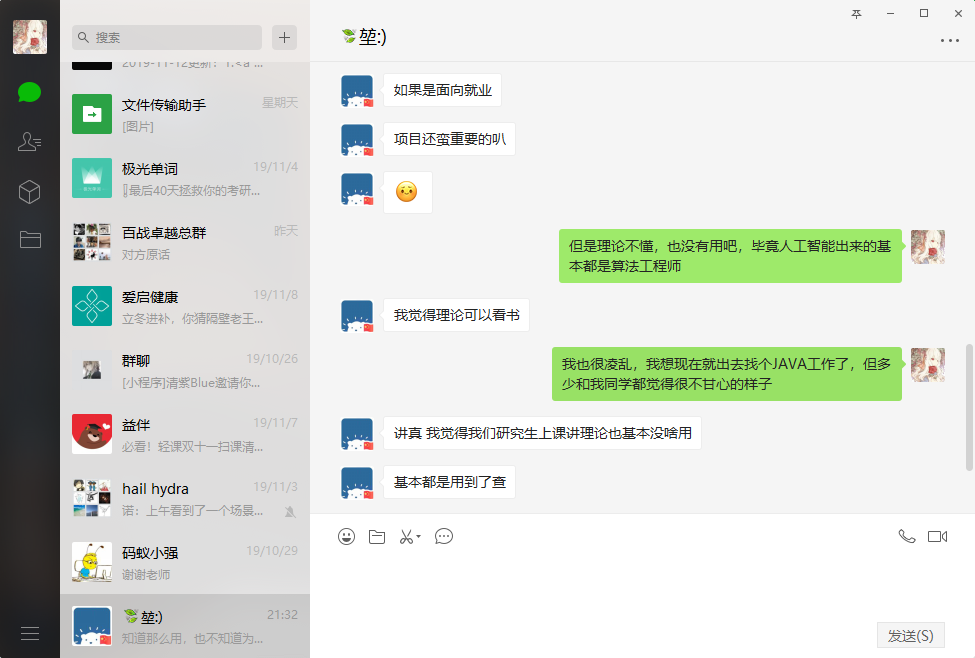 搜索
2019-11-12更新！1.<a ...
文件传输助手
星期天
[图片]
极光单词
19/11/4
最后40天拯救你的考研...
百战卓越总群
昨天
对方原话
爱启健康
19/11/8
立冬进补，你猜隔壁老王...
群聊
19/10/26
[小程序]清紫Blue邀请你...
益伴
19/11/7
必看！轻课双十一扫课清...
hail hydra
19/11/3
诺：上午看到了一个场景...
码蚁小强
19/10/29
谢谢老师
堃:)
21:32
知道那么用，也不知道为...
堃:)
如果是面向就业
项目还蛮重要的叭
但是理论不懂，也没有用吧，毕竟人工智能出来的基
本都是算法工程师
我觉得理论可以看书
我也很凌乱，我想现在就出去找个JAVA工作了，但多
少和我同学都觉得很不甘心的样子
讲真 我觉得我们研究生上课讲理论也基本没啥用
基本都是用到了查
发送(S)